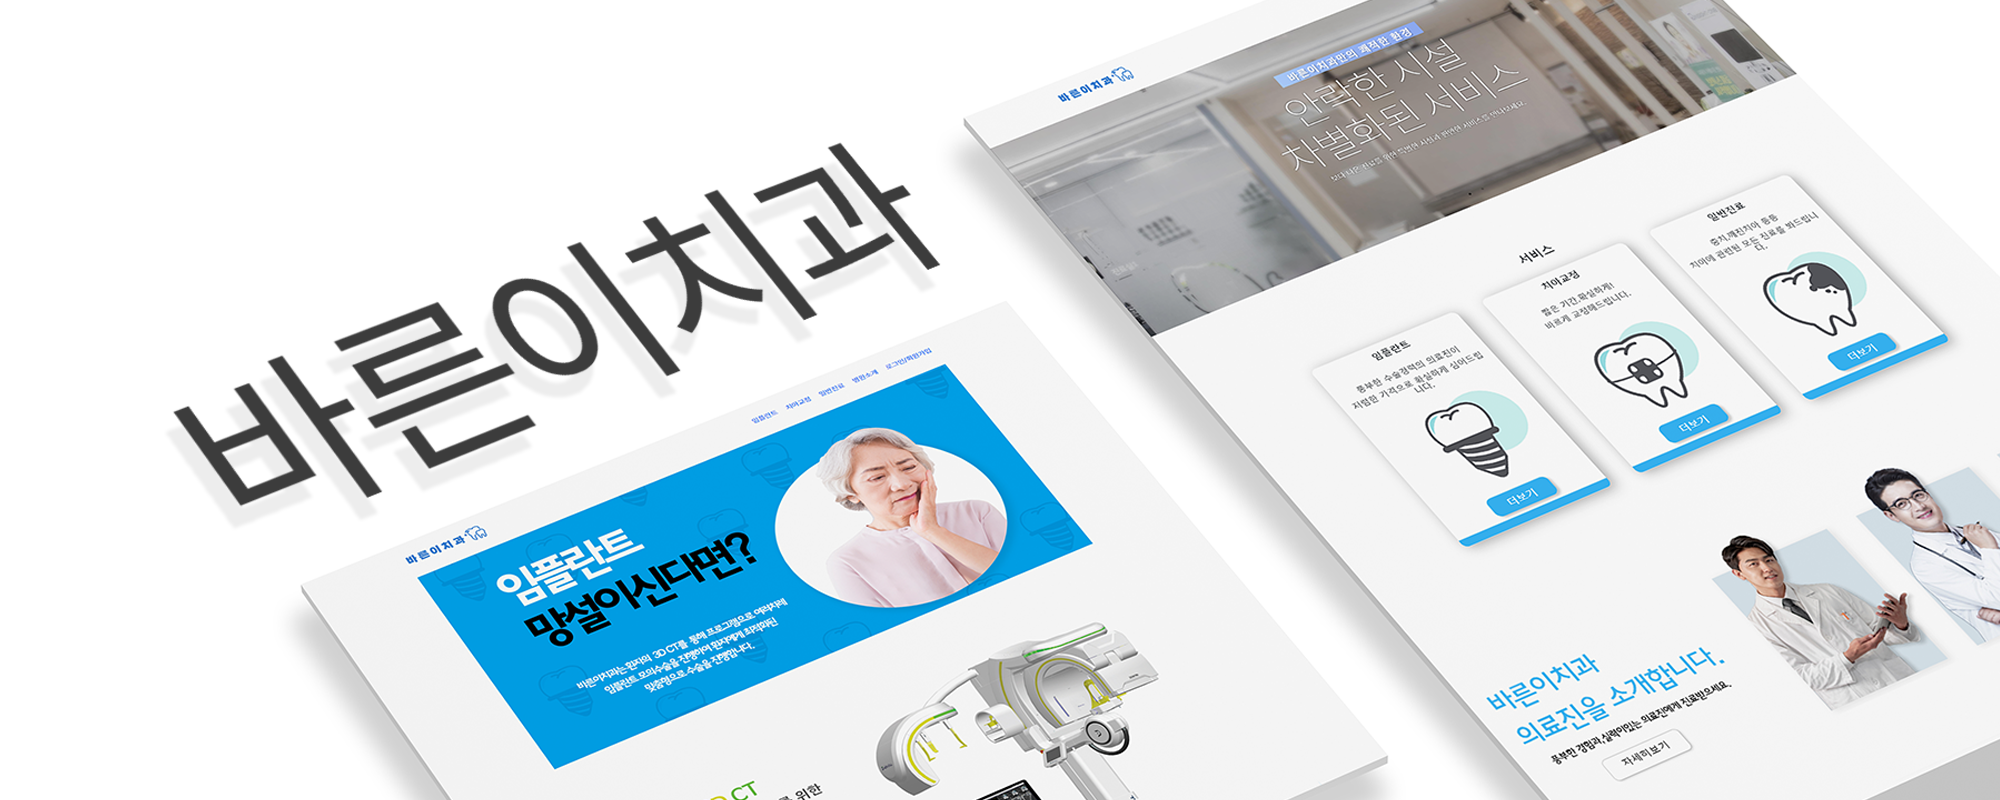 바른이치과
바른이치과
임플란트 치아교정 일반진료 병원소개 로그인/회원가입
임플란트
망설이신다면?
바른이치과는 환자의 3D CT를 통해 프로그램으로 여러차례
임플란트 모의수술을 진행하여 환자에게 최적화된
맞춤형으로 수술을 진행합니다.
CT
를 위한
바른이치과
바른이치과만의 쾌적한 환경
안락한 시설
차별화된 서비스
서비스
임플란트
풍부한 수술경력의 의료진이
저렴한 가격으로 확실하게 심어드립
니다.
더보기
치아교정
짧은 기간,확실하게!
바르게 교정해드립니다.
더보기
일반진료
충치,깨진치아 등등
치아에 관련된 모든 진료를 봐드립니
다.
더보기
바른이치과
의료진을 소개합니다.
풍부한 경험과,실력이있는 의료진에게 진료받으세요.
자세히보기